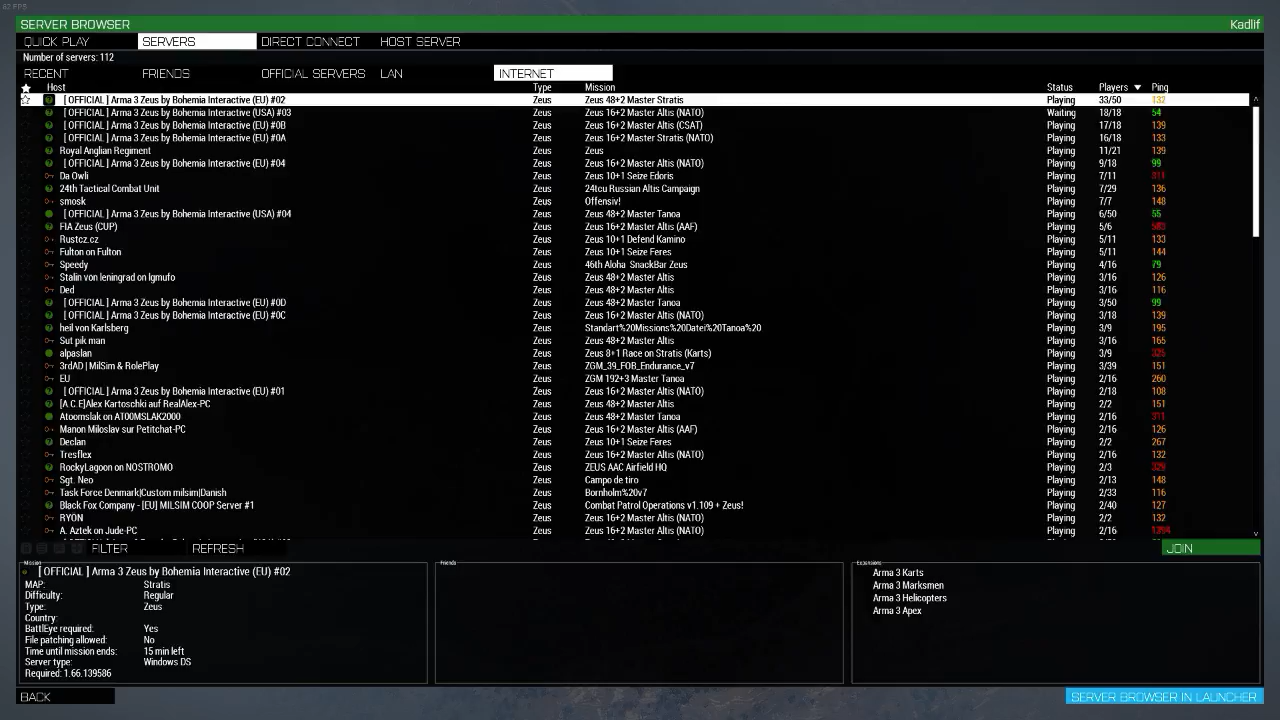 82 FPS
SERVER BROWSER Kadlif
QUICK PLAY SERVERS DIRECT CONNECT HOST SERVER
Number of servers: 112
RECENT FRIENDS OFFICIAL SERVERS LAN INTERNET
Host Type Mission Status Players Ping
[ OFFICIAL ] Arma 3 Zeus by Bohemia Interactive (EU) #02 Zeus Zeus 48+2 Master Stratis Playing 33/50 132
[ OFFICIAL ] Arma 3 Zeus by Bohemia Interactive (USA) #03 Zeus Zeus 16+2 Master Altis (NATO) Waiting 18/18 54
[ OFFICIAL ] Arma 3 Zeus by Bohemia Interactive (EU) #0B Zeus Zeus 16+2 Master Altis (CSAT) Playing 17/18 139
[ OFFICIAL ] Arma 3 Zeus by Bohemia Interactive (EU) #0A Zeus Zeus 16+2 Master Stratis (NATO) Playing 16/18 133
Royal Anglian Regiment Zeus Zeus Playing 11/21 139
[ OFFICIAL ] Arma 3 Zeus by Bohemia Interactive (EU) #04 Zeus Zeus 16+2 Master Altis (NATO) Playing 9/18 99
Da Owli Zeus Zeus 10+1 Seize Edoris Playing 7/11 311
24th Tactical Combat Unit Zeus 24tcu Russian Altis Campaign Playing 7/29 136
smosk Zeus Offensiv! Playing 7/7 148
[ OFFICIAL ] Arma 3 Zeus by Bohemia Interactive (USA) #04 Zeus Zeus 48+2 Master Tanoa Playing 6/50 55
FIA Zeus (CUP) Zeus Zeus 16+2 Master Altis (AAF) Playing 5/6 583
Rustcz.cz Zeus Zeus 10+1 Defend Kamino Playing 5/11 133
Fulton on Fulton Zeus Zeus 10+1 Seize Feres Playing 5/11 144
Speedy Zeus 46th Aloha SnackBar Zeus Playing 4/16 79
Stalin von leningrad on lgmufo Zeus Zeus 48+2 Master Altis Playing 3/16 126
Ded Zeus Zeus 48+2 Master Altis Playing 3/16 116
[ OFFICIAL ] Arma 3 Zeus by Bohemia Interactive (EU) #0D Zeus Zeus 48+2 Master Tanoa Playing 3/50 99
[ OFFICIAL ] Arma 3 Zeus by Bohemia Interactive (EU) #0C Zeus Zeus 16+2 Master Altis (NATO) Playing 3/18 139
heil von Karlsberg Zeus Standart%20Missions%20Datei%20Tanoa%20 Playing 3/9 195
Sut pik man Zeus Zeus 48+2 Master Altis Playing 3/16 165
alpaslan Zeus Zeus 8+1 Race on Stratis (Karts) Playing 3/9 325
3rdAD | MilSim & RolePlay Zeus ZGM_39_FOB_Endurance_v7 Playing 3/39 151
EU Zeus ZGM 192+3 Master Tanoa Playing 2/16 260
[ OFFICIAL ] Arma 3 Zeus by Bohemia Interactive (EU) #01 Zeus Zeus 16+2 Master Altis (NATO) Playing 2/18 108
[A.C.E]Alex Kartoschki auf RealAlex-PC Zeus Zeus 48+2 Master Altis Playing 2/2 151
Atoomslak on AT00MSLAK2000 Zeus Zeus 48+2 Master Tanoa Playing 2/16 311
Manon Miloslav sur Petitchat-PC Zeus Zeus 16+2 Master Altis (AAF) Playing 2/16 126
Declan Zeus Zeus 10+1 Seize Feres Playing 2/2 267
Tresflex Zeus Zeus 16+2 Master Altis (NATO) Playing 2/16 132
RockyLagoon on NOSTROMO Zeus ZEUS AAC Airfield HQ Playing 2/3 329
Sgt. Neo Zeus Campo de tiro Playing 2/13 148
Task Force Denmark|Custom milsim|Danish Zeus Bornholm%20v7 Playing 2/33 116
Black Fox Company - [EU] MILSIM COOP Server #1 Zeus Combat Patrol Operations v1.109 + Zeus! Playing 2/40 127
RYON Zeus Zeus 16+2 Master Altis (NATO) Playing 2/2 132
A. Aztek on Jude-PC Zeus Zeus 16+2 Master Altis (NATO) Playing 2/16
FILTER REFRESH JOIN
Mission Friends Expansions
[ OFFICIAL ] Arma 3 Zeus by Bohemia Interactive (EU) #02
MAP: Stratis
Difficulty: Regular
Type: Zeus
Country:
BattlEye required: Yes
File patching allowed: No
Time until mission ends: 15 min left
Server type: Windows DS
Required: 1.66.139586
Arma 3 Karts
Arma 3 Marksmen
Arma 3 Helicopters
Arma 3 Apex
BACK SERVER BROWSER IN LAUNCHER